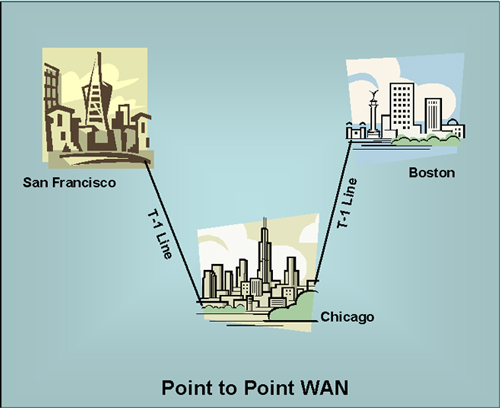 San Francisco
Boston
T-1 Line
T-1 Line
Chicago
Point to Point WAN